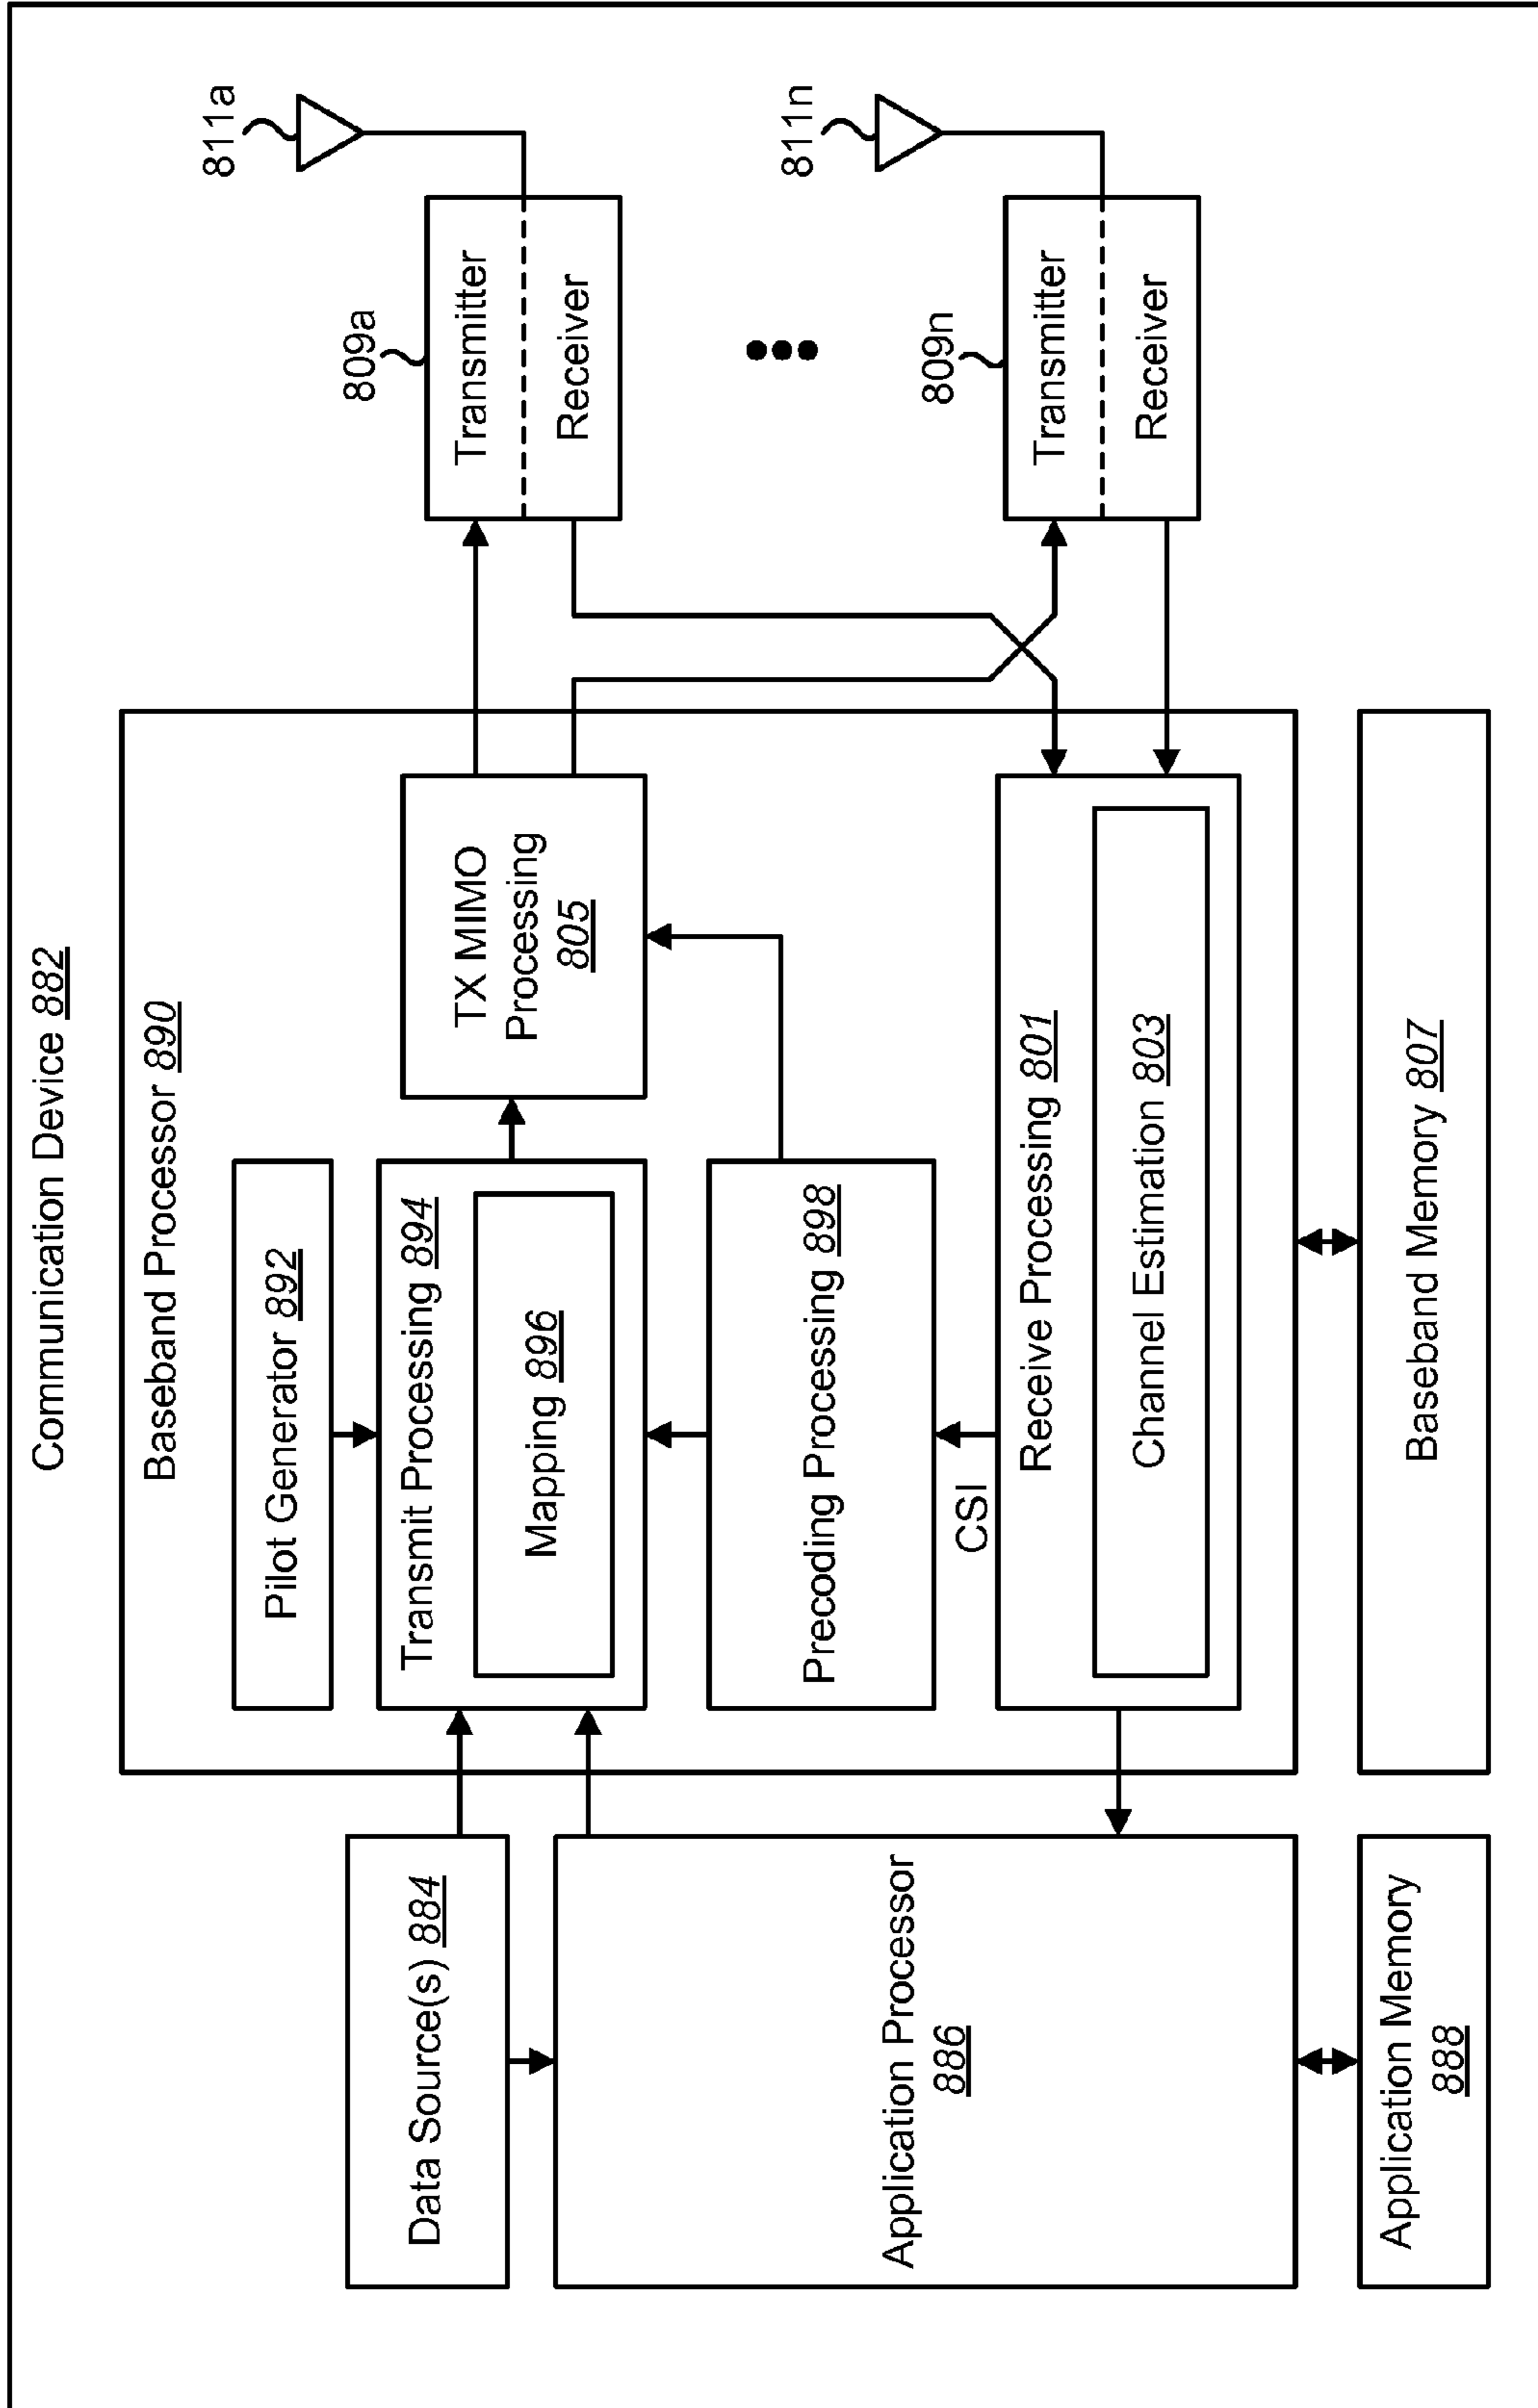 Communication Device 882
Baseband Processor 890
Data Source(s) 884
Application Processor
886
Application Memory
888
Pilot Generator 892
Transmit Processing 894
Mapping 896
Precoding Processing 898
CSI
Receive Processing 801
Channel Estimation 803
Baseband Memory 807
TX MIMO
Processing
805
809a
Transmitter
Receiver
811a
809n
Transmitter
Receiver
811n